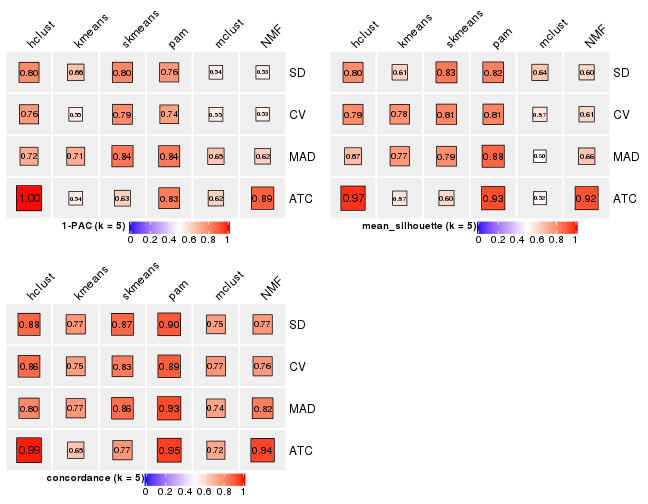 hclust kmeans skmeans pam mclust NMF
0.80 0.66 0.80 0.76 0.54 0.53 SD
0.76 0.55 0.79 0.74 0.55 0.53 CV
0.72 0.71 0.84 0.84 0.65 0.62 MAD
1.00 0.54 0.63 0.83 0.62 0.89 ATC
1-PAC (k = 5)
0 0.2 0.4 0.6 0.8 1
hclust kmeans skmeans pam mclust NMF
0.80 0.61 0.83 0.82 0.64 0.60 SD
0.79 0.78 0.81 0.81 0.57 0.61 CV
0.67 0.77 0.79 0.88 0.50 0.66 MAD
0.97 0.57 0.60 0.93 0.52 0.92 ATC
mean_silhouette (k = 5)
0 0.2 0.4 0.6 0.8 1
hclust kmeans skmeans pam mclust NMF
0.88 0.77 0.87 0.90 0.75 0.77 SD
0.86 0.75 0.83 0.89 0.77 0.76 CV
0.80 0.77 0.86 0.93 0.74 0.82 MAD
0.99 0.65 0.77 0.95 0.72 0.94 ATC
concordance (k = 5)
0 0.2 0.4 0.6 0.8 1